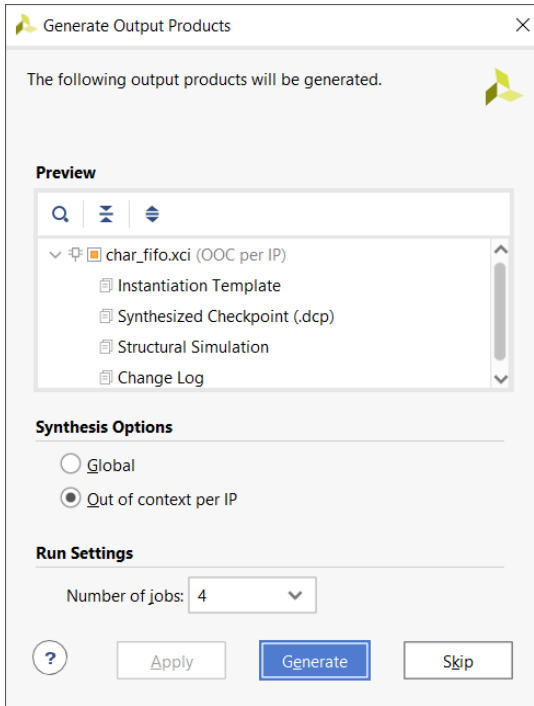 Generate Output Products
The following output products will be generated.
Preview
char_fifo.xci (OOC per IP)
Instantiation Template
Synthesized Checkpoint (.dcp)
Structural Simulation
Change Log
Synthesis Options
Global
Out of context per IP
Run Settings
Number of jobs: 4
? Apply Generate Skip